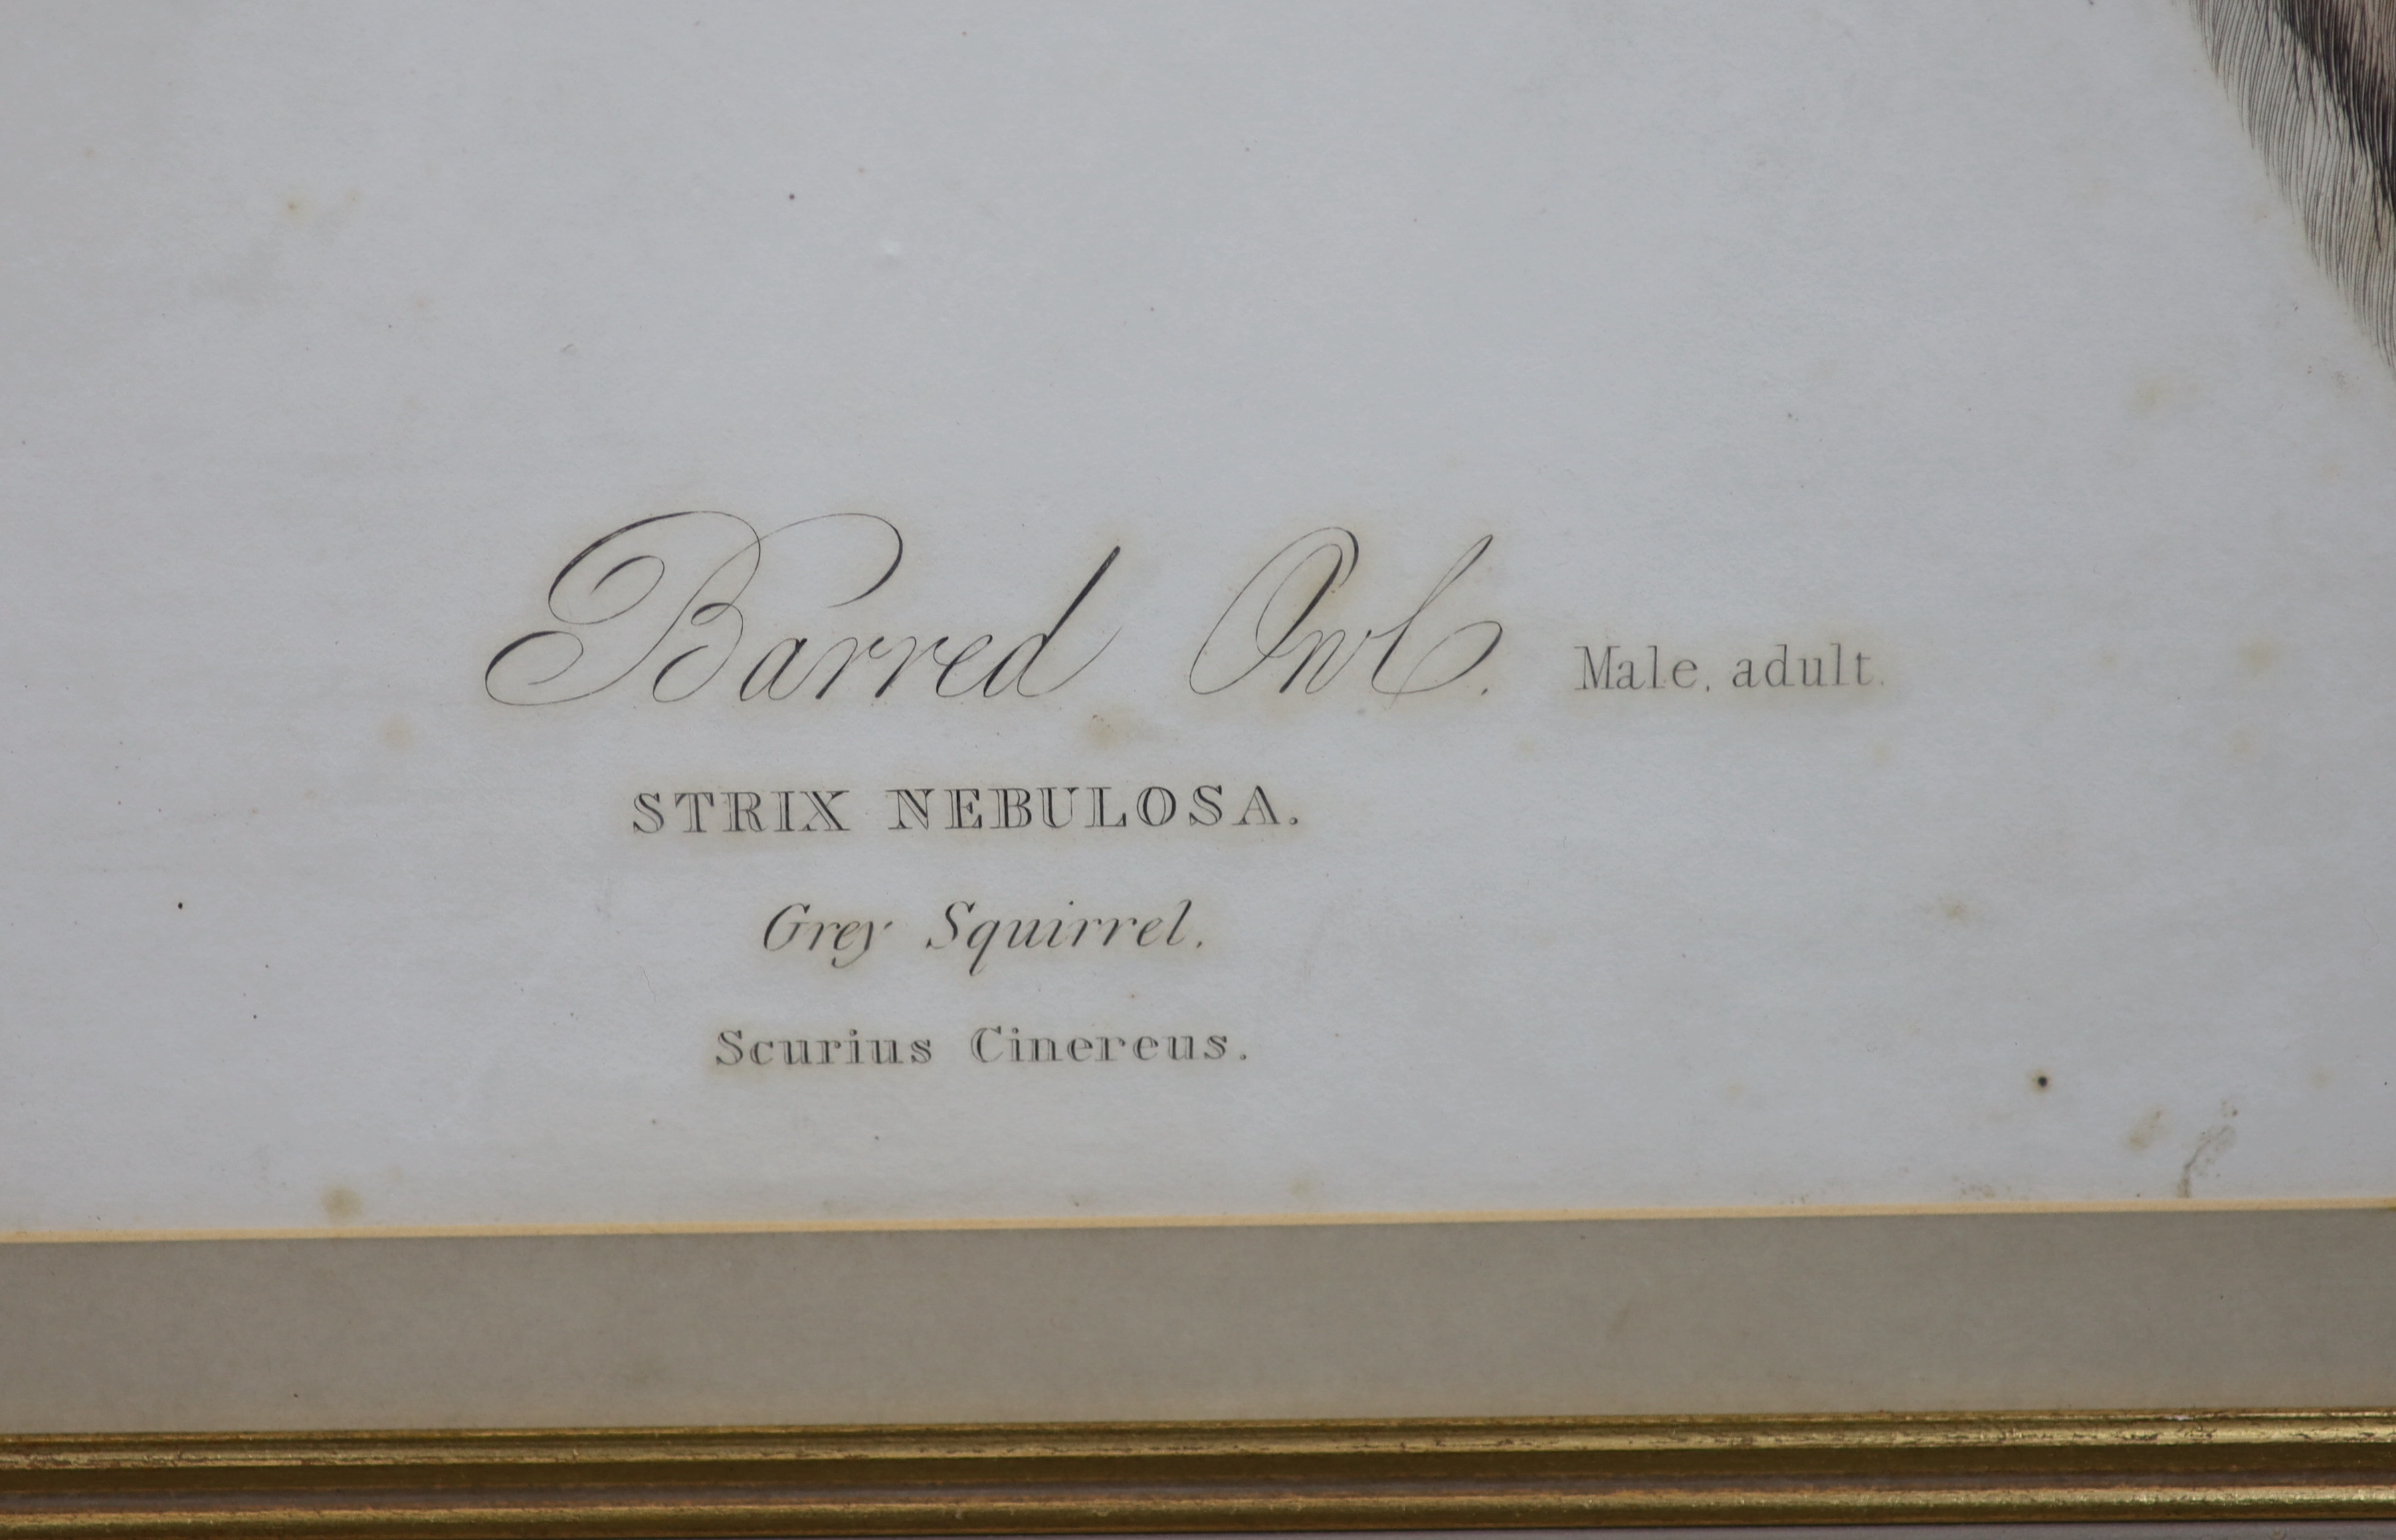 Barred Owl. Male, adult.
STRIX NEBULOSA.
Grey Squirrel.
Scurius Cinereus.